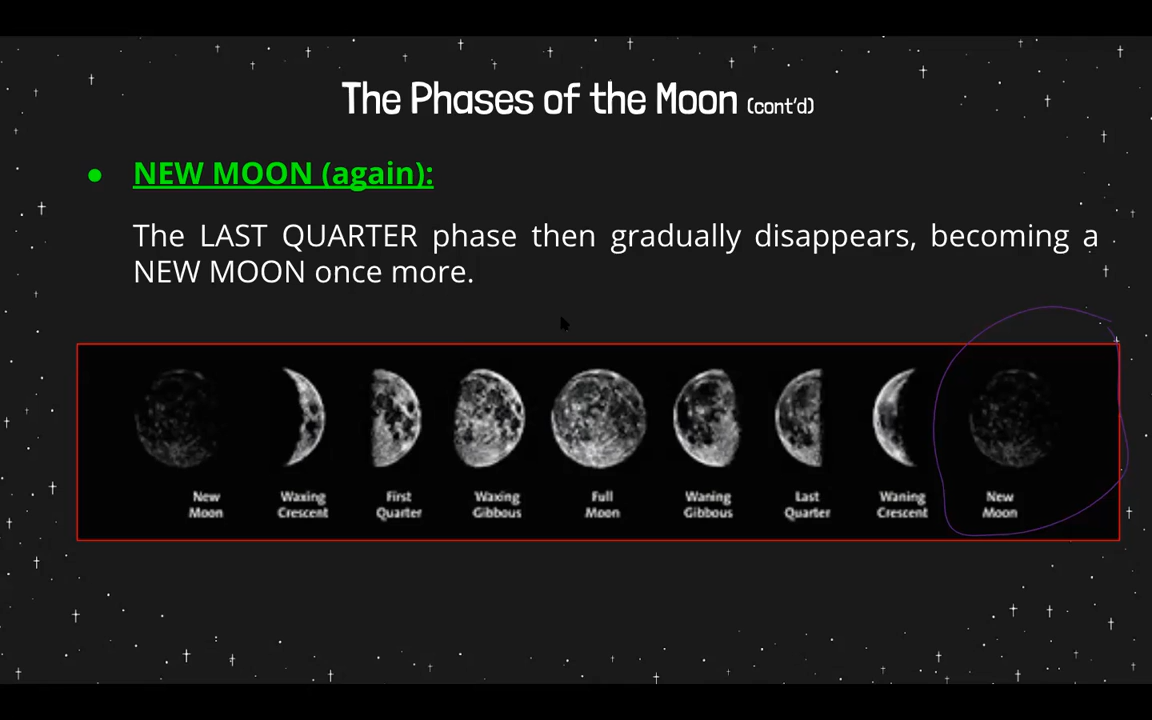 The Phases of the Moon (cont'd)
NEW MOON (again):
The LAST QUARTER phase then gradually disappears, becoming a
NEW MOON once more.
New Moon
Waxing Crescent
First Quarter
Waxing Gibbous
Full Moon
Waning Gibbous
Last Quarter
Waning Crescent
New Moon